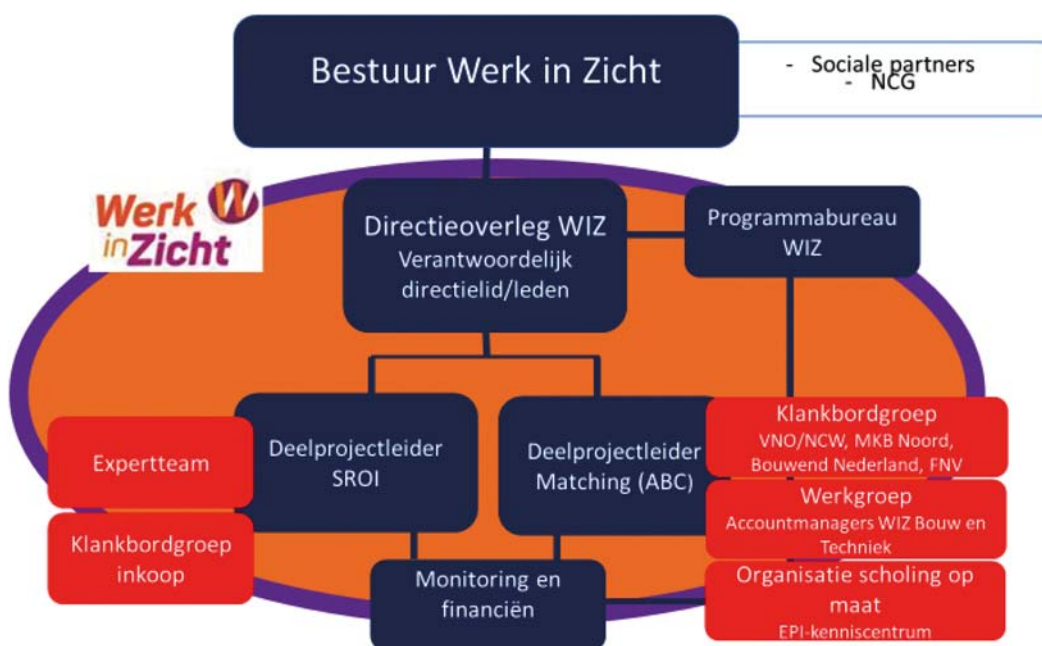 Bestuur Werk in Zicht
- Sociale partners
- NCG
Werk
in Zicht
W
Directieoverleg WIZ
Verantwoordelijk
directielid/leden
Programmabureau
WIZ
Expertteam
Klankbordgroep
inkoop
Deelprojectleider
SROI
Deelprojectleider
Matching (ABC)
Klankbordgroep
VNO/NCW, MKB Noord,
Bouwend Nederland, FNV
Werkgroep
Accountmanagers WIZ Bouw en
Techniek
Organisatie scholing op
maat
EPI-kenniscentrum
Monitoring en
financiën